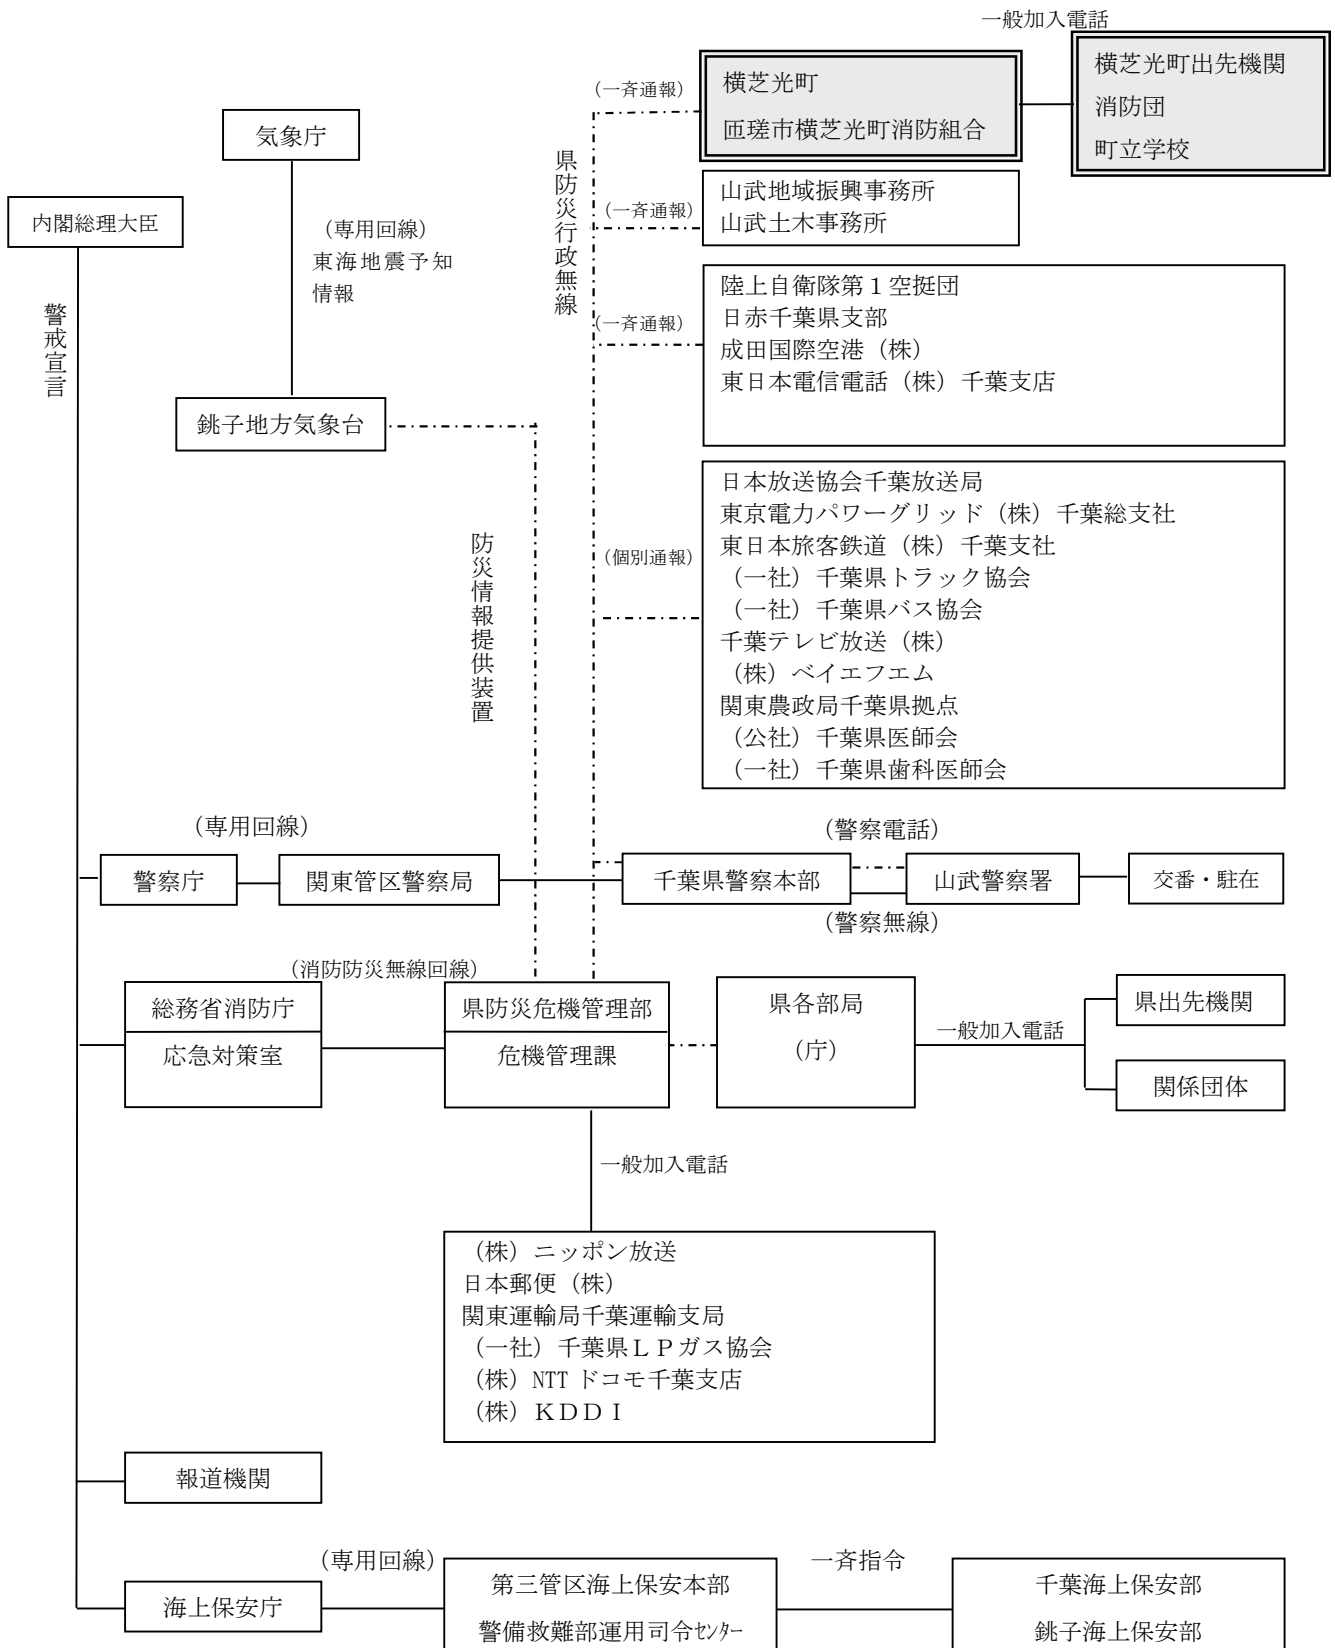 一般加入電話
横芝光町出先機関
消防団
町立学校
(一斉通報)
横芝光町
匝瑳市横芝光町消防組合
気象庁
県防災行政無線
(一斉通報)
山武地域振興事務所
山武土木事務所
内閣総理大臣
(専用回線)
東海地震予知
情報
警戒宣言
(一斉通報)
陸上自衛隊第1空挺団
日赤千葉県支部
成田国際空港(株)
東日本電信電話(株)千葉支店
銚子地方気象台
防災情報提供装置
(個別通報)
日本放送協会千葉放送局
東京電力パワーグリッド(株)千葉総支社
東日本旅客鉄道(株)千葉支社
(一社)千葉県トラック協会
(一社)千葉県バス協会
千葉テレビ放送(株)
(株)ベイエフエム
関東農政局千葉県拠点
(公社)千葉県医師会
(一社)千葉県歯科医師会
(専用回線)
(警察電話)
警察庁
関東管区警察局
千葉県警察本部
山武警察署
交番・駐在
(警察無線)
(消防防災無線回線)
総務省消防庁
応急対策室
県防災危機管理部
危機管理課
県各部局
(庁)
一般加入電話
県出先機関
関係団体
一般加入電話
(株)ニッポン放送
日本郵便(株)
関東運輸局千葉運輸支局
(一社)千葉県LPガス協会
(株)NTTドコモ千葉支店
(株)KDDI
報道機関
(専用回線)
一斉指令
海上保安庁
第三管区海上保安本部
警備救難部運用司令センター
千葉海上保安部
銚子海上保安部